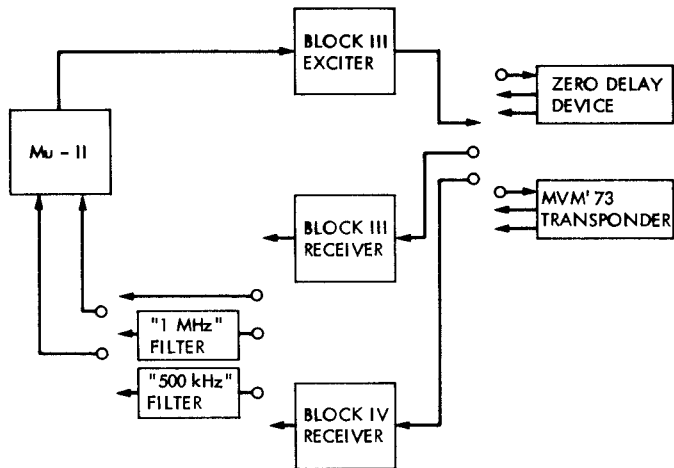 BLOCK III
EXCITER
ZERO DELAY
DEVICE
Mu - II
MVM'73
TRANSPONDER
BLOCK III
RECEIVER
"1 MHz"
FILTER
"500 kHz"
FILTER
BLOCK IV
RECEIVER